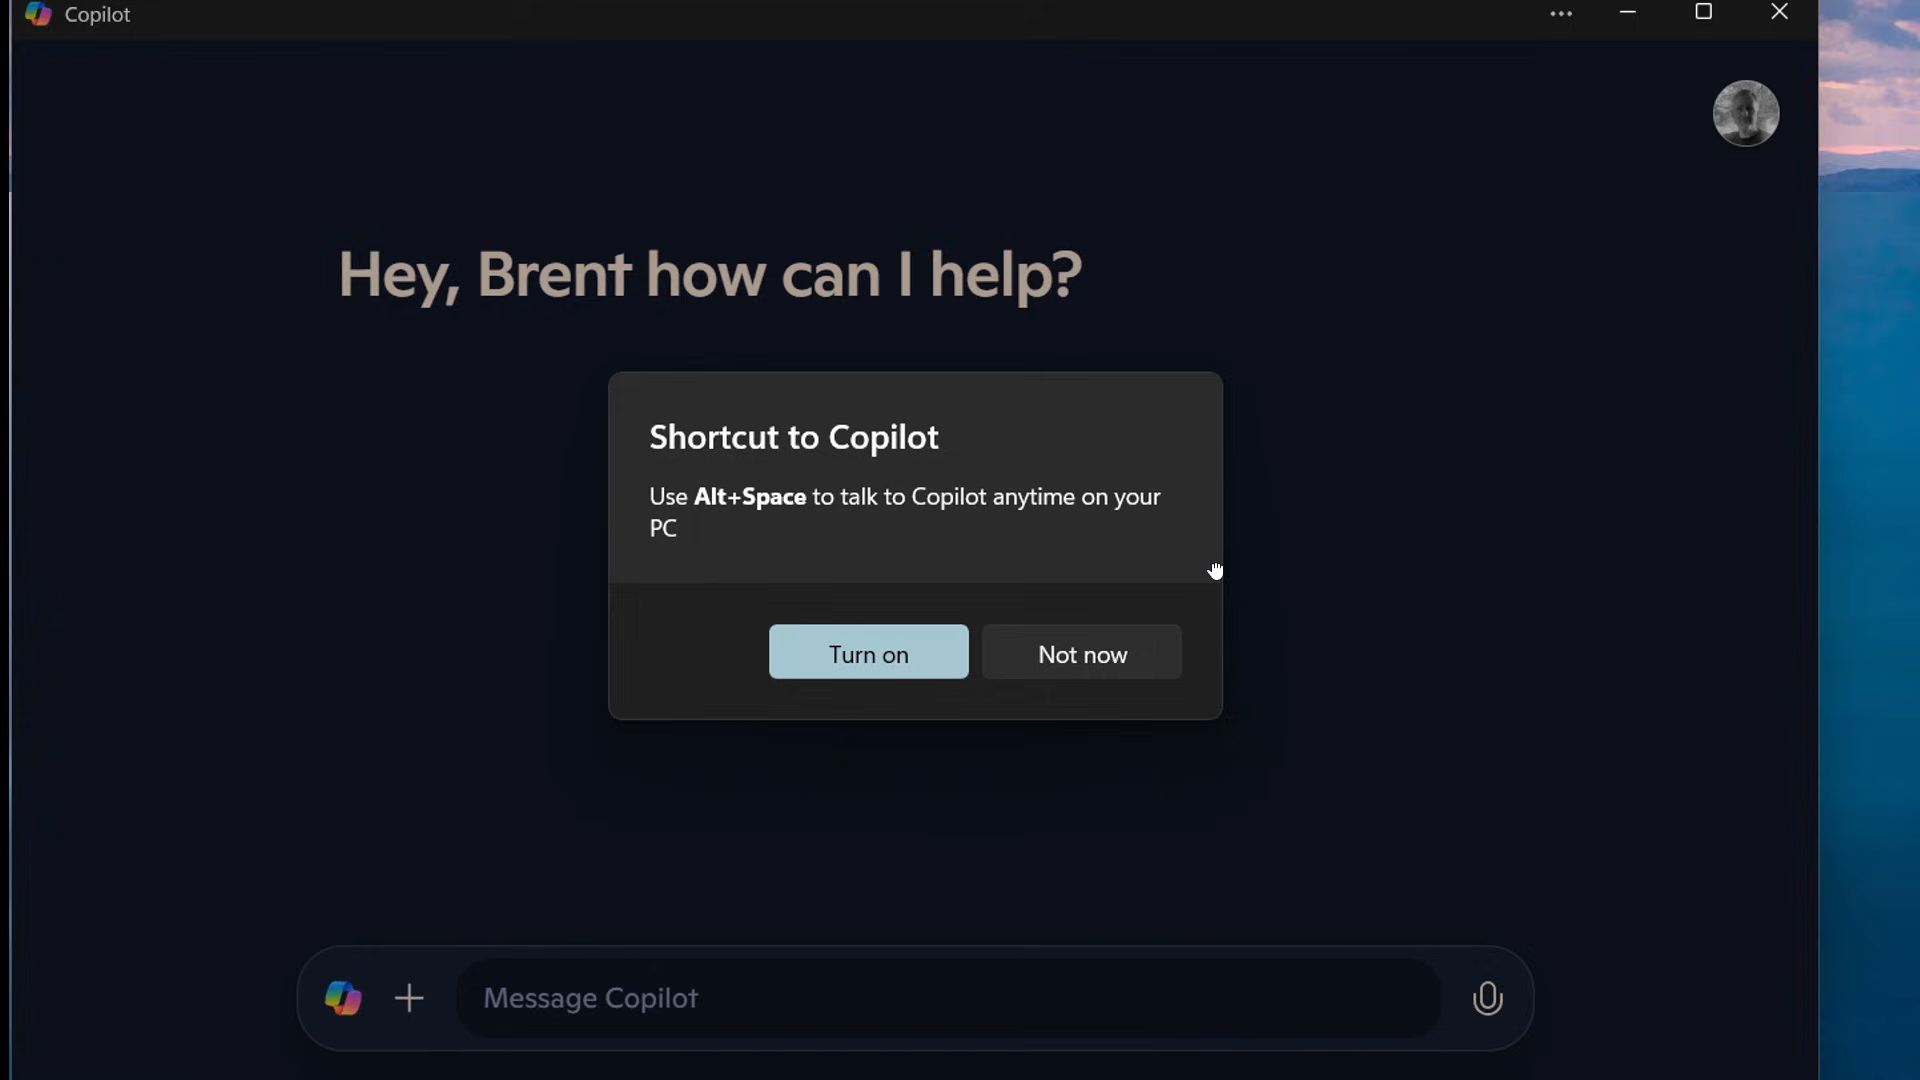 Copilot
Hey, Brent how can I help?
Shortcut to Copilot
Use Alt+Space to talk to Copilot anytime on your
PC
Turn on
Not now
Message Copilot